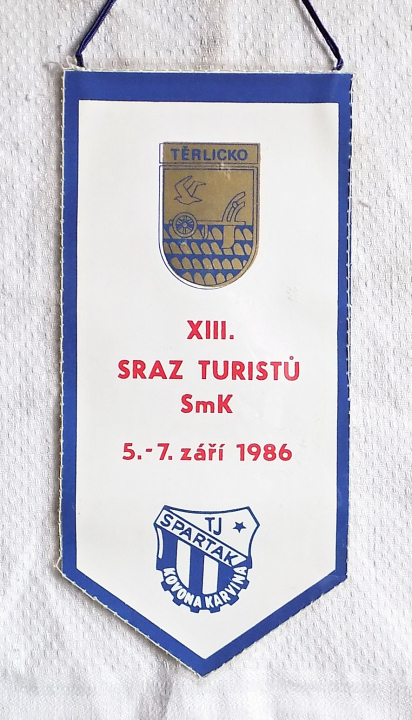 TĚRLICKO
XIII.
SRAZ TURISTŮ
SmK
5.-7. září 1986
TJ
SPARTAK
KOVONA KARVINÁ